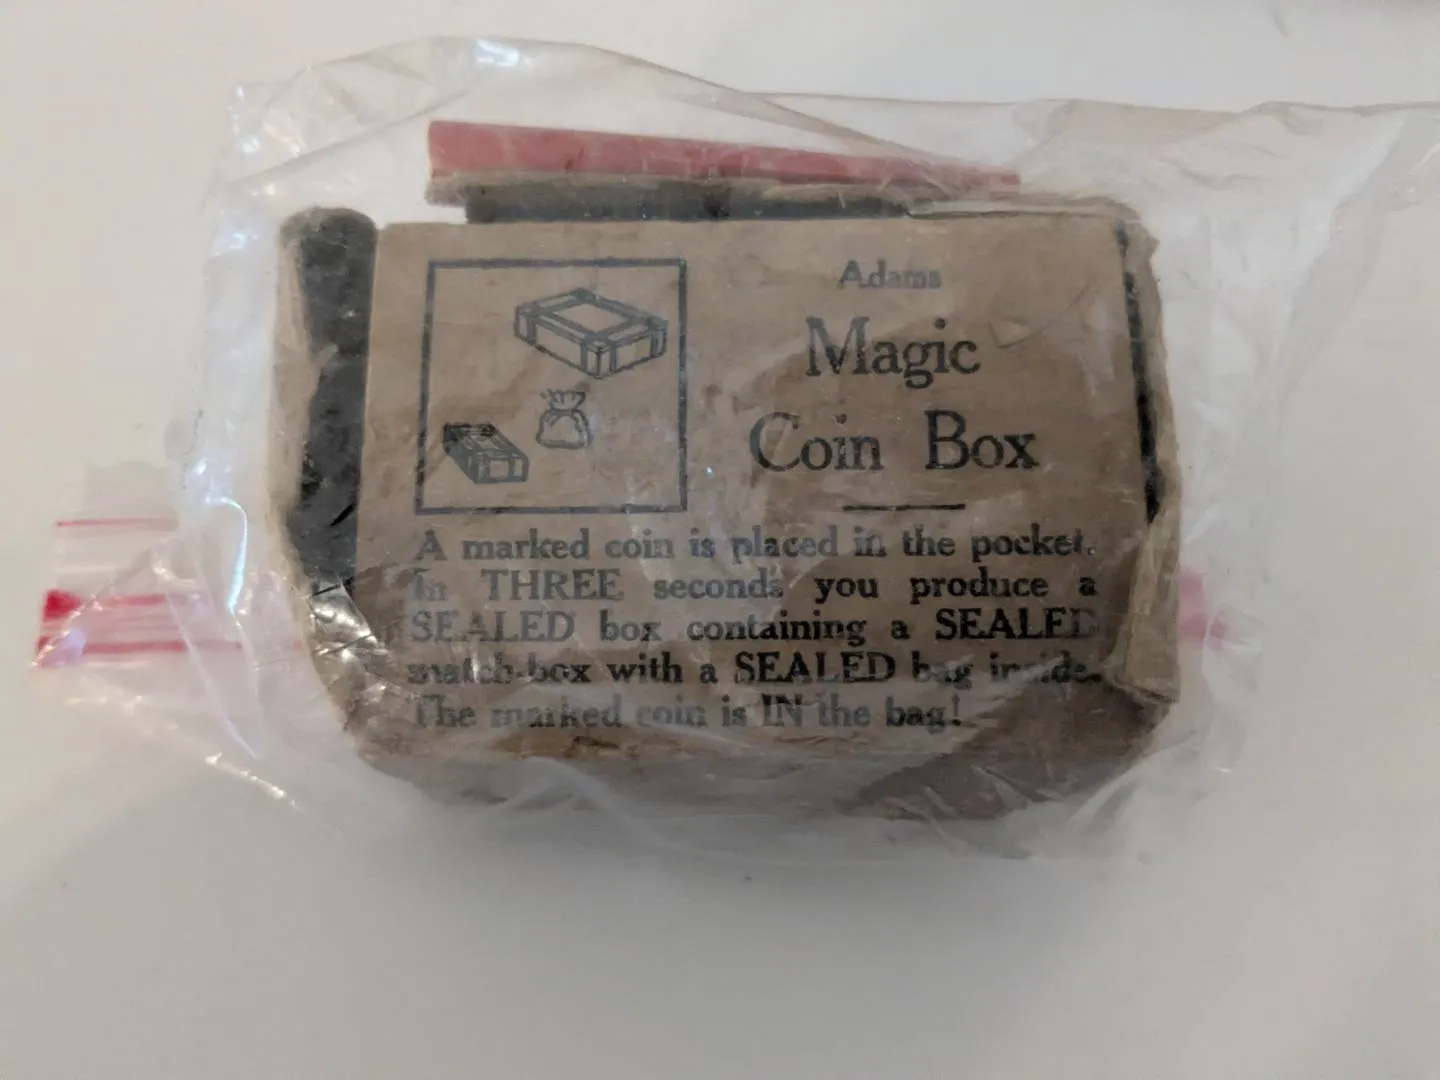 Adams
Magic
Coin Box
A marked coin is placed in the pocket.
In THREE seconds you produce a
SEALED box containing a SEALED
match-box with a SEALED bag inside.
The marked coin is IN the bag!